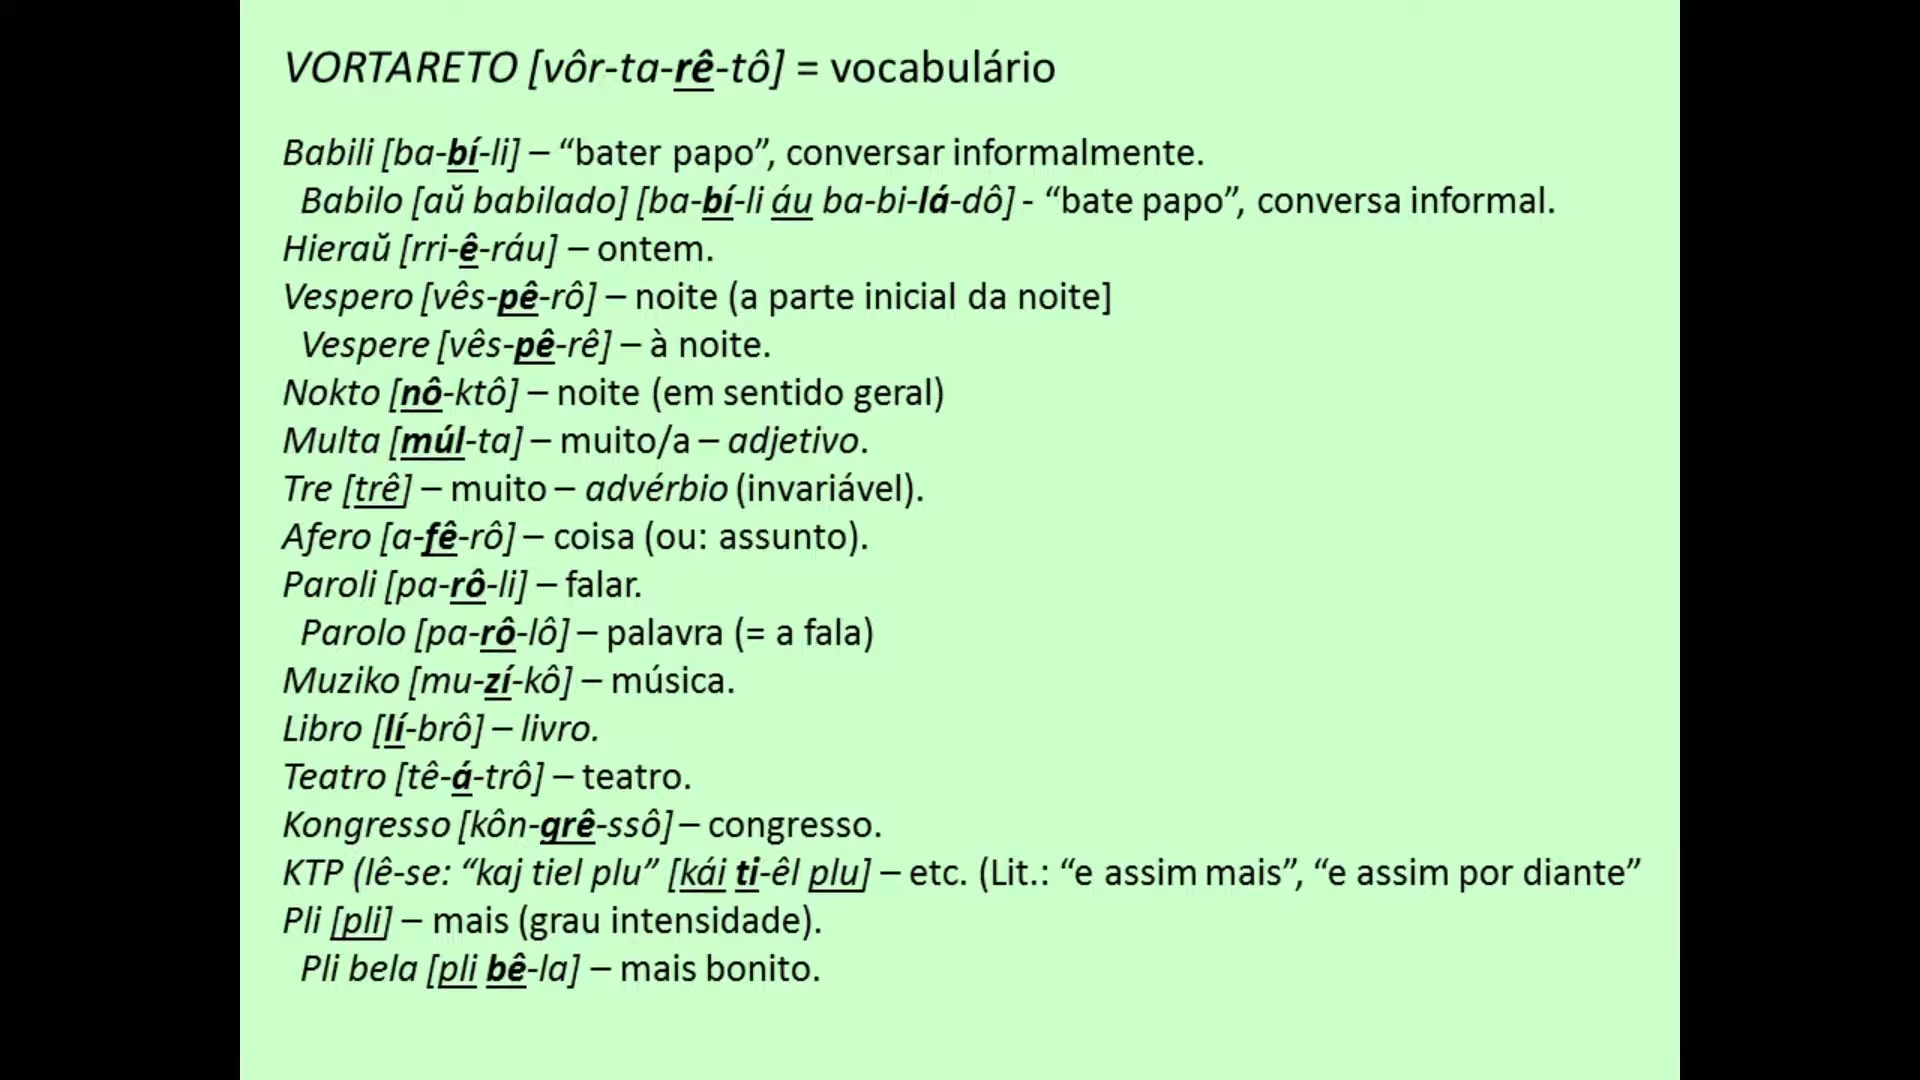 VORTARETO [vôr-ta-rê-tô] = vocabulário
Babili [ba-bí-li] – “bater papo”, conversar informalmente.
Babilo [aŭ babilado] [ba-bí-li áu ba-bi-lá-dô] - “bate papo”, conversa informal.
Hieraŭ [rri-ê-ráu] – ontem.
Vespero [vês-pê-rô] – noite (a parte inicial da noite]
Vespere [vês-pê-rê] – à noite.
Nokto [nô-ktô] – noite (em sentido geral)
Multa [múl-ta] – muito/a – adjetivo.
Tre [trê] – muito – advérbio (invariável).
Afero [a-fê-rô] – coisa (ou: assunto).
Paroli [pa-rô-li] – falar.
Parolo [pa-rô-lô] – palavra (= a fala)
Muziko [mu-zí-kô] – música.
Libro [lí-brô] – livro.
Teatro [tê-á-trô] – teatro.
Kongresso [kôn-grê-ssô] – congresso.
KTP (lê-se: “kaj tiel plu” [kái ti-êl plu] – etc. (Lit.: “e assim mais”, “e assim por diante”
Pli [pli] – mais (grau intensidade).
Pli bela [pli bê-la] – mais bonito.